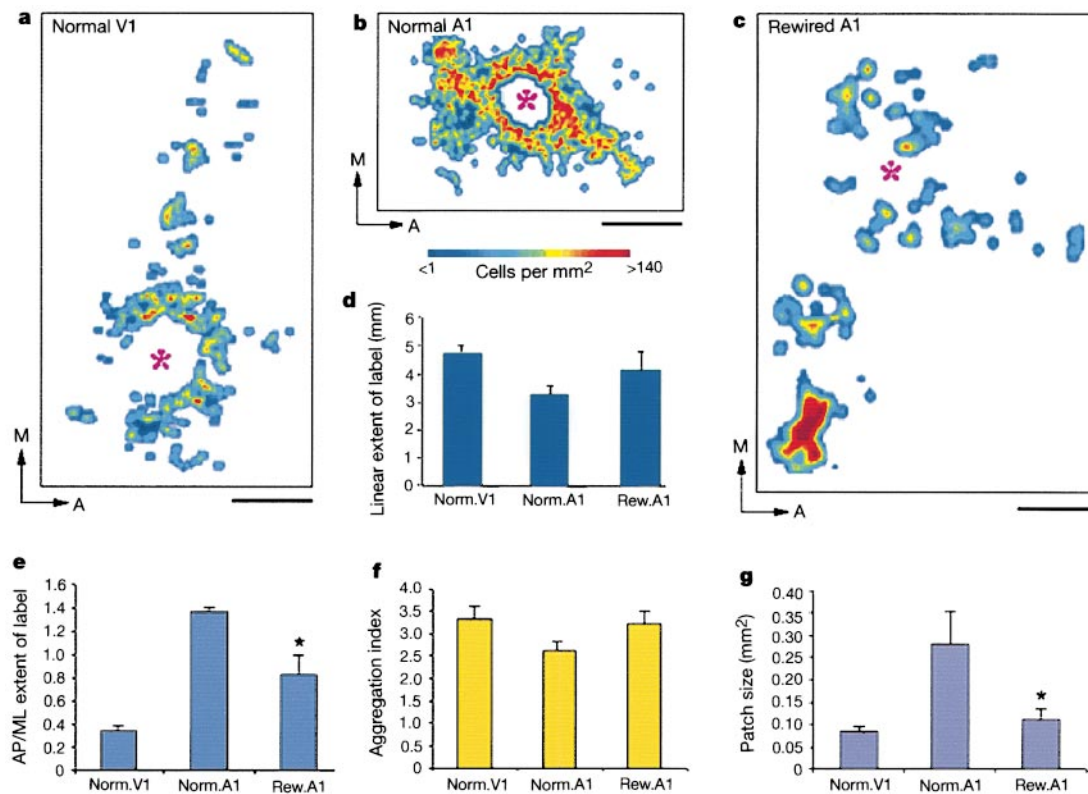 a Normal V1
M
A
b Normal A1
M
A
<1 Cells per mm2 >140
c Rewired A1
M
A
d
Linear extent of label (mm)
6
5
4
3
2
1
0
Norm.V1 Norm.A1 Rew.A1
e
AP/ML extent of label
1.6
1.4
1.2
1.0
0.8
0.6
0.4
0.2
0
Norm.V1 Norm.A1 Rew.A1
f
Aggregation index
4.0
3.5
3.0
2.5
2.0
1.5
1.0
0.5
0.0
Norm.V1 Norm.A1 Rew.A1
g
Patch size (mm2)
0.40
0.35
0.30
0.25
0.20
0.15
0.10
0.05
0
Norm.V1 Norm.A1 Rew.A1